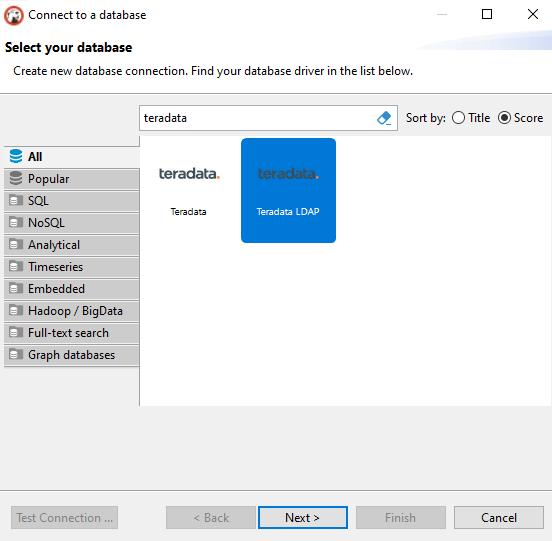 Connect to a database
Select your database
Create new database connection. Find your database driver in the list below.
teradata
Sort by: Title Score
All
Popular
SQL
NoSQL
Analytical
Timeseries
Embedded
Hadoop / BigData
Full-text search
Graph databases
teradata.
Teradata
teradata.
Teradata LDAP
Test Connection ...
< Back
Next >
Finish
Cancel